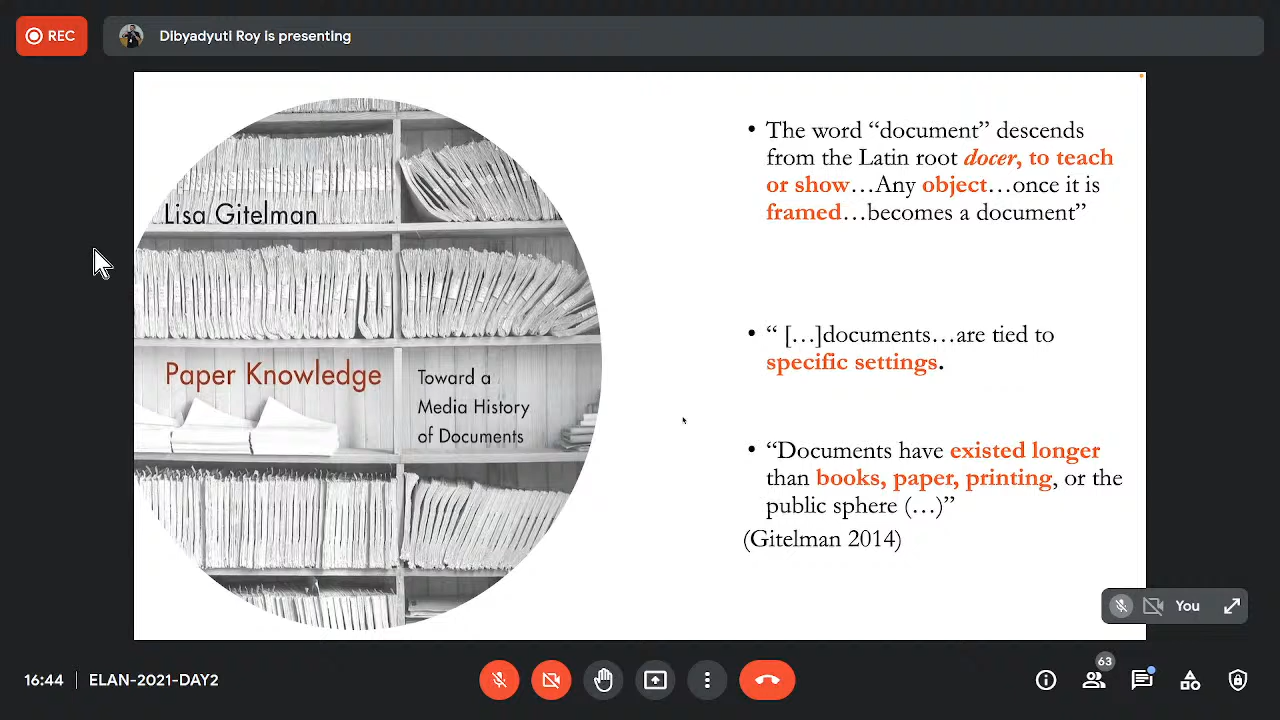 REC
Dibyadyuti Roy is presenting
Lisa Gitelman
Paper Knowledge
Toward a
Media History
of Documents
• The word “document” descends
from the Latin root docer, to teach
or show…Any object…once it is
framed…becomes a document”
• “ […]documents…are tied to
specific settings.
• “Documents have existed longer
than books, paper, printing, or the
public sphere (…)”
(Gitelman 2014)
You
16:44 | ELAN-2021-DAY2
63